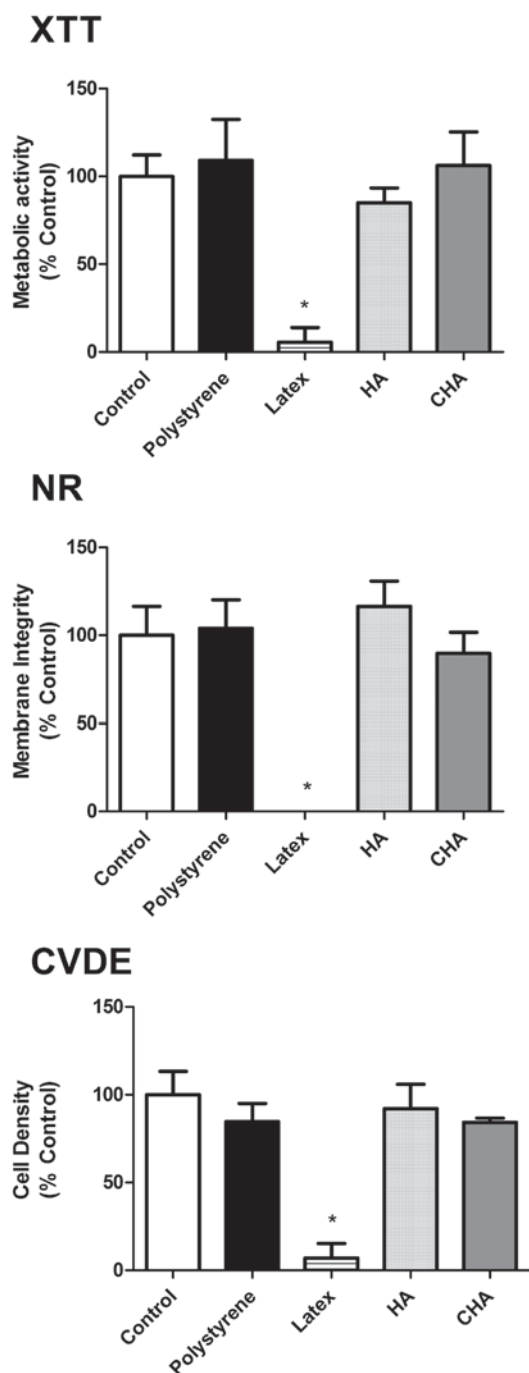 XTT
Metabolic activity
(% Control)
150
100
50
0
*
Control
Polystyrene
Latex
HA
CHA
NR
Membrane Integrity
(% Control)
150
100
50
0
*
Control
Polystyrene
Latex
HA
CHA
CVDE
Cell Density
(% Control)
150
100
50
0
*
Control
Polystyrene
Latex
HA
CHA